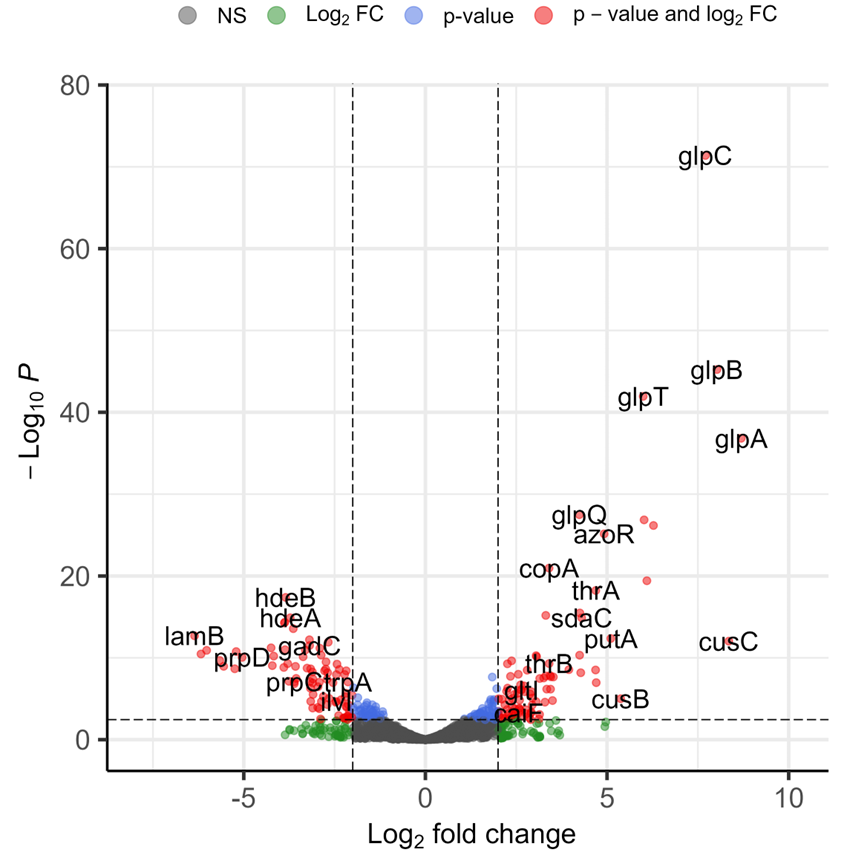 NS Log₂ FC p-value p − value and log₂ FC
80
glpC
60
glpB
glpT
40
glpA
glpQ
azoR
copA
20
thrA
hdeB
hdeA
sdaC
lamB
putA
cusC
gadC
prpD
thrB
prpC
trpA
gltI
cusB
ilvI
caiF
0
− Log₁₀ P
-5 0 5 10
Log₂ fold change